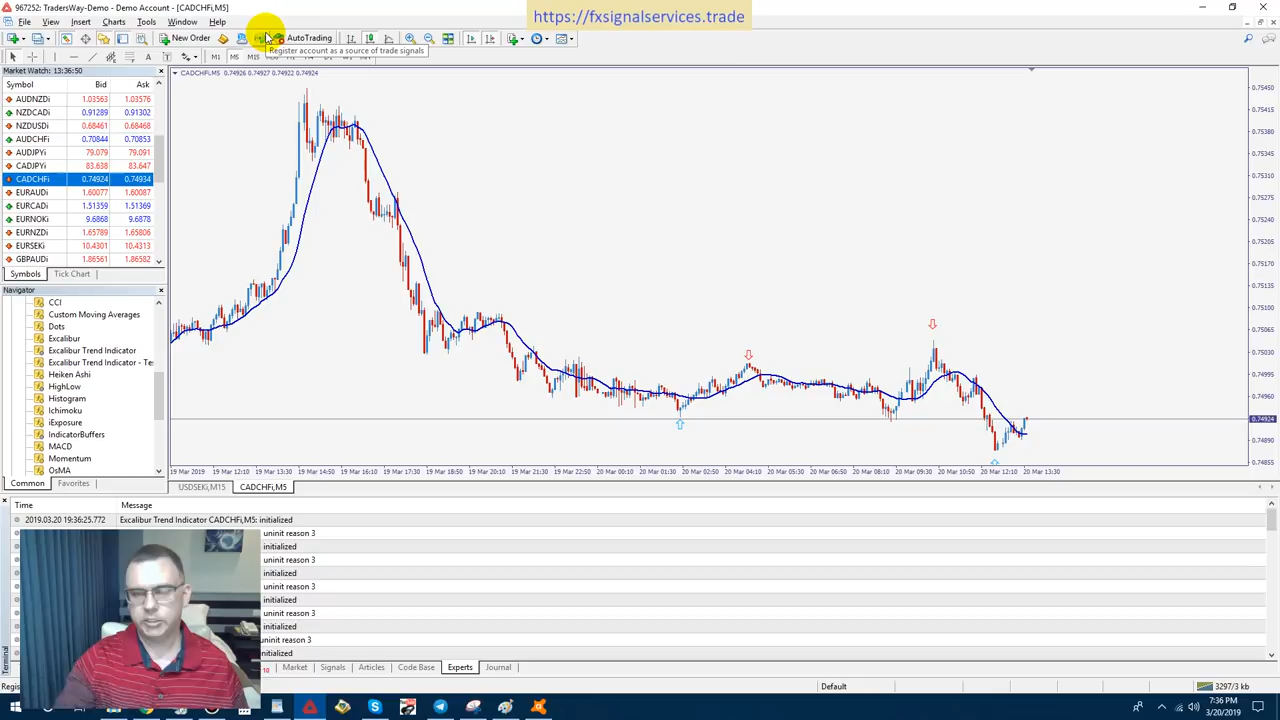 967252: TradersWay-Demo - Demo Account - [CADCHFi,M5]
https://fxsignalservices.trade
File View Insert Charts Tools Window Help
New Order AutoTrading
Register account as a source of trade signals
M1 M5 M15
Market Watch: 13:36:50
Symbol Bid Ask
AUDNZDi 1.03563 1.03576
NZDCADi 0.91289 0.91302
NZDUSDi 0.68461 0.68468
AUDCHFi 0.70844 0.70853
AUDJPYi 79.079 79.091
CADJPYi 83.638 83.647
CADCHFi 0.74924 0.74934
EURAUDi 1.60077 1.60087
EURCADi 1.51359 1.51369
EURNOKi 9.6868 9.6878
EURNZDi 1.65789 1.65806
EURSEKi 10.4301 10.4313
GBPAUDi 1.86561 1.86582
Symbols Tick Chart
Navigator
CCI
Custom Moving Averages
Dots
Excalibur
Excalibur Trend Indicator
Excalibur Trend Indicator - Te
Heiken Ashi
HighLow
Histogram
Ichimoku
iExposure
IndicatorBuffers
MACD
Momentum
OsMA
Common Favorites
CADCHFi,M5 0.74926 0.74927 0.74922 0.74924
0.75450
0.75415
0.75380
0.75345
0.75310
0.75275
0.75240
0.75205
0.75170
0.75135
0.75100
0.75065
0.75030
0.74995
0.74960
0.74924
0.74890
0.74855
19 Mar 2019 19 Mar 12:10 19 Mar 13:30 19 Mar 14:50 19 Mar 16:10 19 Mar 17:30 19 Mar 18:50 19 Mar 20:10 19 Mar 21:30 19 Mar 22:50 20 Mar 00:10 20 Mar 01:30 20 Mar 02:50 20 Mar 04:10 20 Mar 05:30 20 Mar 06:50 20 Mar 08:10 20 Mar 09:30 20 Mar 10:50 20 Mar 12:10 20 Mar 13:30
USDSEKi,M15 CADCHFi,M5
Time Message
2019.03.20 19:36:25.772 Excalibur Trend Indicator CADCHFi,M5: initialized
uninit reason 3
initialized
uninit reason 3
initialized
uninit reason 3
initialized
uninit reason 3
initialized
uninit reason 3
initialized
Terminal
Market Signals Articles Code Base Experts Journal
Default
3297/3 kb
7:36 PM
3/20/2019